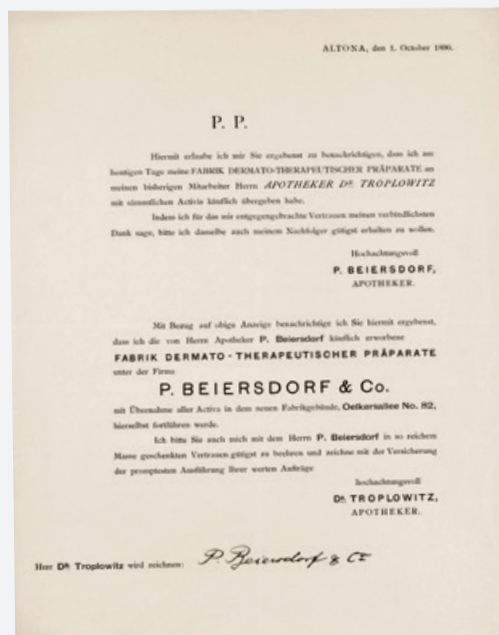 ALTONA, den 1. October 1890.
P. P.
Hiermit erlaube ich mir Sie ergebenst zu benachrichtigen, dass ich am
heutigen Tage meine FABRIK DERMATO-THERAPEUTISCHER PRÄPARATE an
meinen bisherigen Mitarbeiter Herrn APOTHEKER DR. TROPLOWITZ
mit sämmtlichen Activis käuflich übergeben habe.
Indem ich für das mir entgegengebrachte Vertrauen meinen verbindlichsten
Dank sage, bitte ich dasselbe auch meinem Nachfolger gütigst erhalten zu wollen.
Hochachtungsvoll
P. BEIERSDORF,
APOTHEKER.
Mit Bezug auf obige Anzeige benachrichtige ich Sie hiermit ergebenst,
dass ich die von Herrn Apotheker P. Beiersdorf käuflich erworbene
FABRIK DERMATO-THERAPEUTISCHER PRÄPARATE
unter der Firma
P. BEIERSDORF & Co.
mit Übernahme aller Activa in dem neuen Fabrikgebäude, Oelkersallee No. 82,
hierselbst fortführen werde.
Ich bitte Sie auch mich mit dem Herrn P. Beiersdorf in so reichem
Masse geschenkten Vertrauen gütigst zu beehren und zeichne mit der Versicherung
der promptesten Ausführung Ihrer werten Aufträge
hochachtungsvoll
DR. TROPLOWITZ,
APOTHEKER.
Herr DR. Troplowitz wird zeichnen: P. Beiersdorf & Co